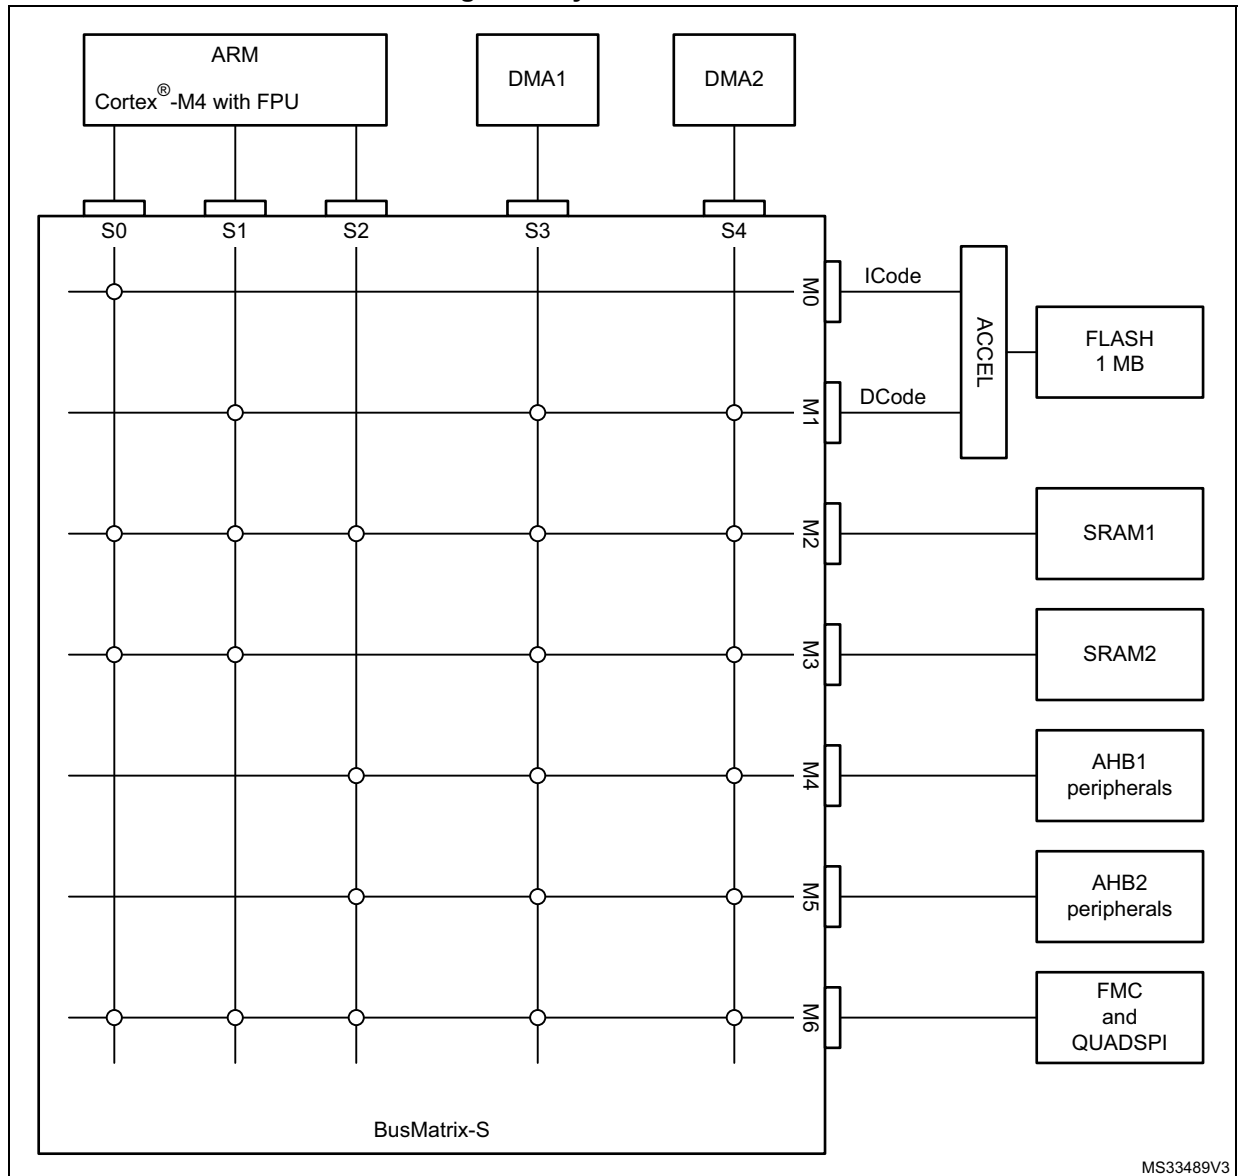 ARM
Cortex®-M4 with FPU
DMA1
DMA2
S0
S1
S2
S3
S4
M0
ICode
ACCEL
FLASH
1 MB
M1
DCode
M2
SRAM1
M3
SRAM2
M4
AHB1
peripherals
M5
AHB2
peripherals
M6
FMC
and
QUADSPI
BusMatrix-S
MS33489V3